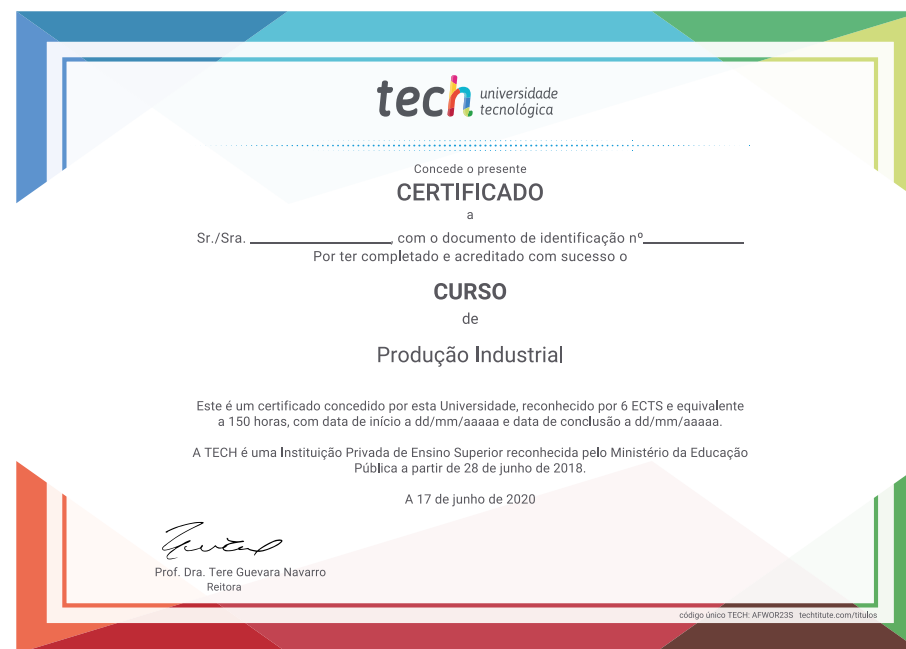 tech universidade
tecnológica
Concede o presente
CERTIFICADO
a
Sr./Sra. ____________________, com o documento de identificação nº______________
Por ter completado e acreditado com sucesso o
CURSO
de
Produção Industrial
Este é um certificado concedido por esta Universidade, reconhecido por 6 ECTS e equivalente
a 150 horas, com data de início a dd/mm/aaaaa e data de conclusão a dd/mm/aaaaa.
A TECH é uma Instituição Privada de Ensino Superior reconhecida pelo Ministério da Educação
Pública a partir de 28 de junho de 2018.
A 17 de junho de 2020
Prof. Dra. Tere Guevara Navarro
Reitora
código único TECH: AFWOR23S techtitute.com/titulos